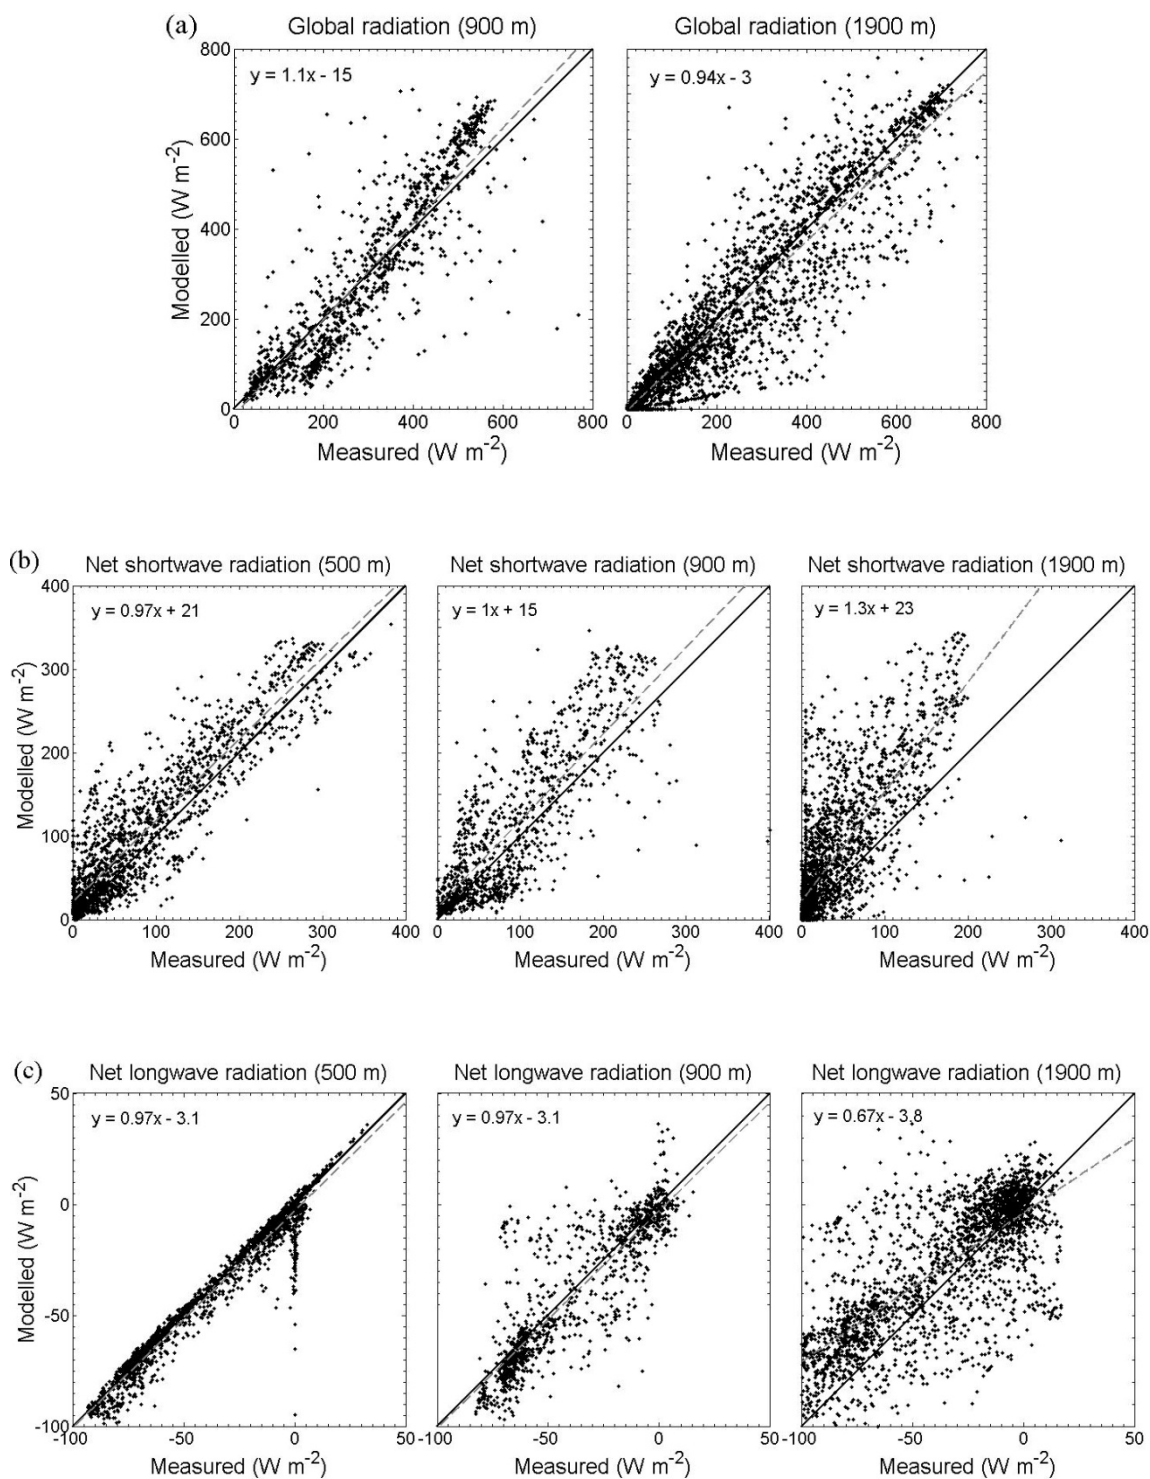 (a)
Global radiation (900 m)
Global radiation (1900 m)
y = 1.1x - 15
y = 0.94x - 3
Modelled (W m-2)
800
600
400
200
0
0 200 400 600 800
0 200 400 600 800
Measured (W m-2)
Measured (W m-2)
(b)
Net shortwave radiation (500 m)
Net shortwave radiation (900 m)
Net shortwave radiation (1900 m)
y = 0.97x + 21
y = 1x + 15
y = 1.3x + 23
Modelled (W m-2)
400
300
200
100
0
0 100 200 300 400
0 100 200 300 400
0 100 200 300 400
Measured (W m-2)
Measured (W m-2)
Measured (W m-2)
(c)
Net longwave radiation (500 m)
Net longwave radiation (900 m)
Net longwave radiation (1900 m)
y = 0.97x - 3.1
y = 0.97x - 3.1
y = 0.67x - 3.8
Modelled (W m-2)
50
0
-50
-100
-100 -50 0 50
-100 -50 0 50
-100 -50 0 50
Measured (W m-2)
Measured (W m-2)
Measured (W m-2)